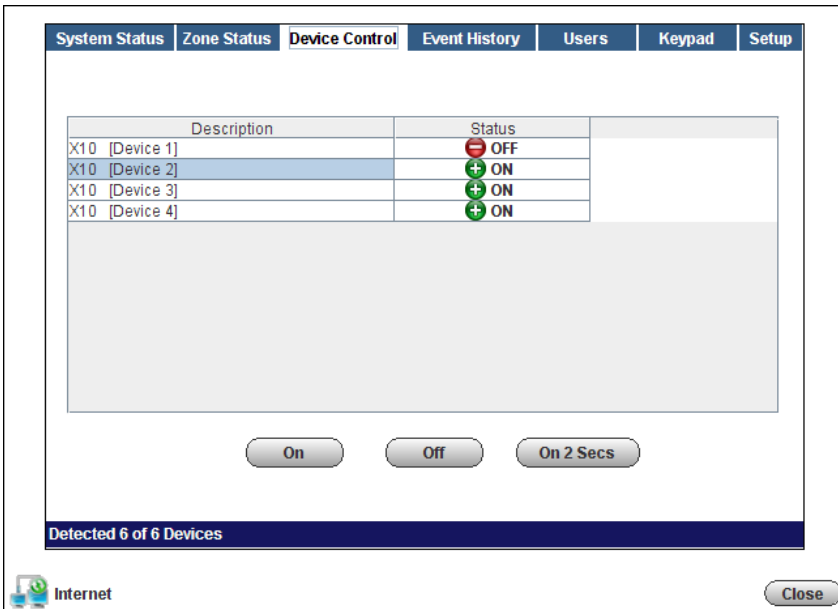 System Status Zone Status Device Control Event History Users Keypad Setup
Description Status
X10 [Device 1] OFF
X10 [Device 2] ON
X10 [Device 3] ON
X10 [Device 4] ON
On Off On 2 Secs
Detected 6 of 6 Devices
Internet Close